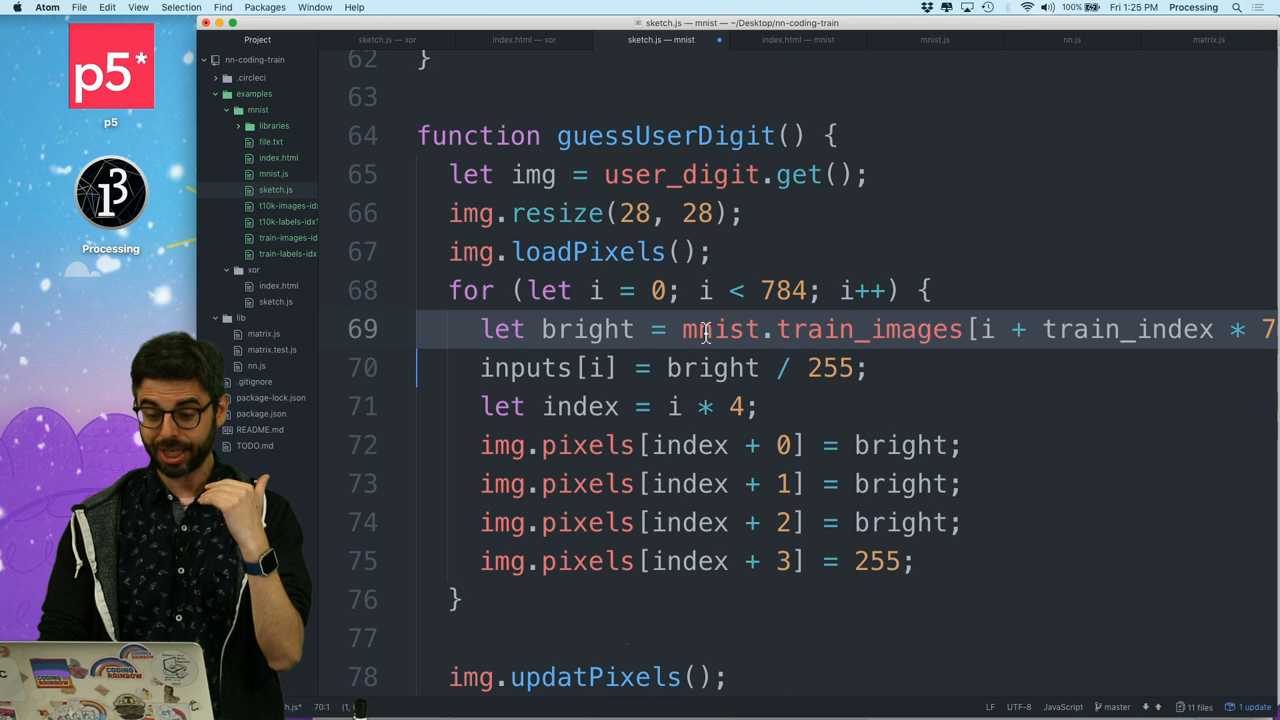 Atom File Edit View Selection Find Packages Window Help
100% Fri 1:25 PM Processing
sketch.js — mnist — ~/Desktop/nn-coding-train
Project
sketch.js — xor
index.html — xor
sketch.js — mnist
index.html — mnist
mnist.js
nn.js
matrix.js
nn-coding-train
.circleci
examples
mnist
libraries
file.txt
index.html
mnist.js
sketch.js
t10k-images-idx
t10k-labels-idx1
train-images-id
train-labels-idx1
xor
index.html
sketch.js
lib
matrix.js
matrix.test.js
nn.js
.gitignore
package-lock.json
package.json
README.md
TODO.md
p5*
p5
Processing
62 }
63
64 function guessUserDigit() {
65 let img = user_digit.get();
66 img.resize(28, 28);
67 img.loadPixels();
68 for (let i = 0; i < 784; i++) {
69 let bright = mnist.train_images[i + train_index * 7
70 inputs[i] = bright / 255;
71 let index = i * 4;
72 img.pixels[index + 0] = bright;
73 img.pixels[index + 1] = bright;
74 img.pixels[index + 2] = bright;
75 img.pixels[index + 3] = 255;
76 }
77
78 img.updatPixels();
70:1 (1,
LF UTF-8 JavaScript master 11 files 1 update
CODING TRAIN